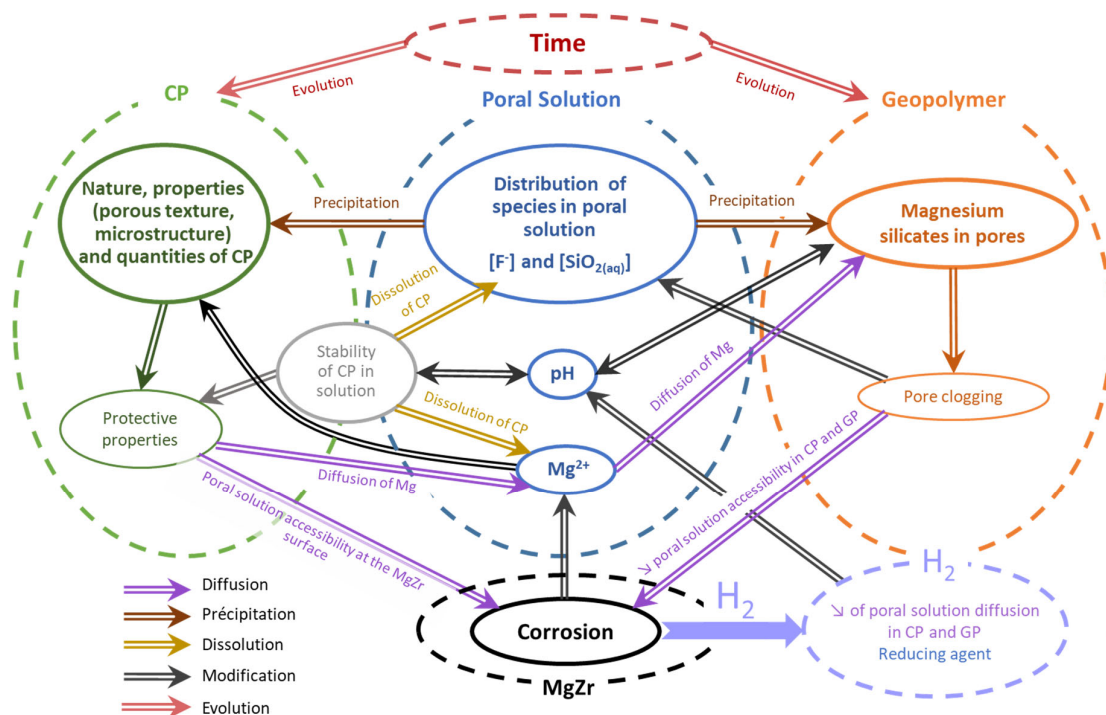 Time
Evolution
Evolution
CP
Poral Solution
Geopolymer
Nature, properties
(porous texture,
microstructure)
and quantities of CP
Precipitation
Distribution of
species in poral
solution
[F⁻] and [SiO₂₍ₐq₎]
Precipitation
Magnesium
silicates in pores
Dissolution
of CP
Stability
of CP in
solution
pH
Diffusion of Mg
Pore clogging
Protective
properties
Dissolution of CP
Diffusion of Mg
Mg²⁺
Poral solution accessibility at the MgZr
surface
↘ poral solution accessibility in CP and GP
H₂
↘ of poral solution diffusion
in CP and GP
Reducing agent
H₂
Corrosion
MgZr
Diffusion
Précipitation
Dissolution
Modification
Evolution